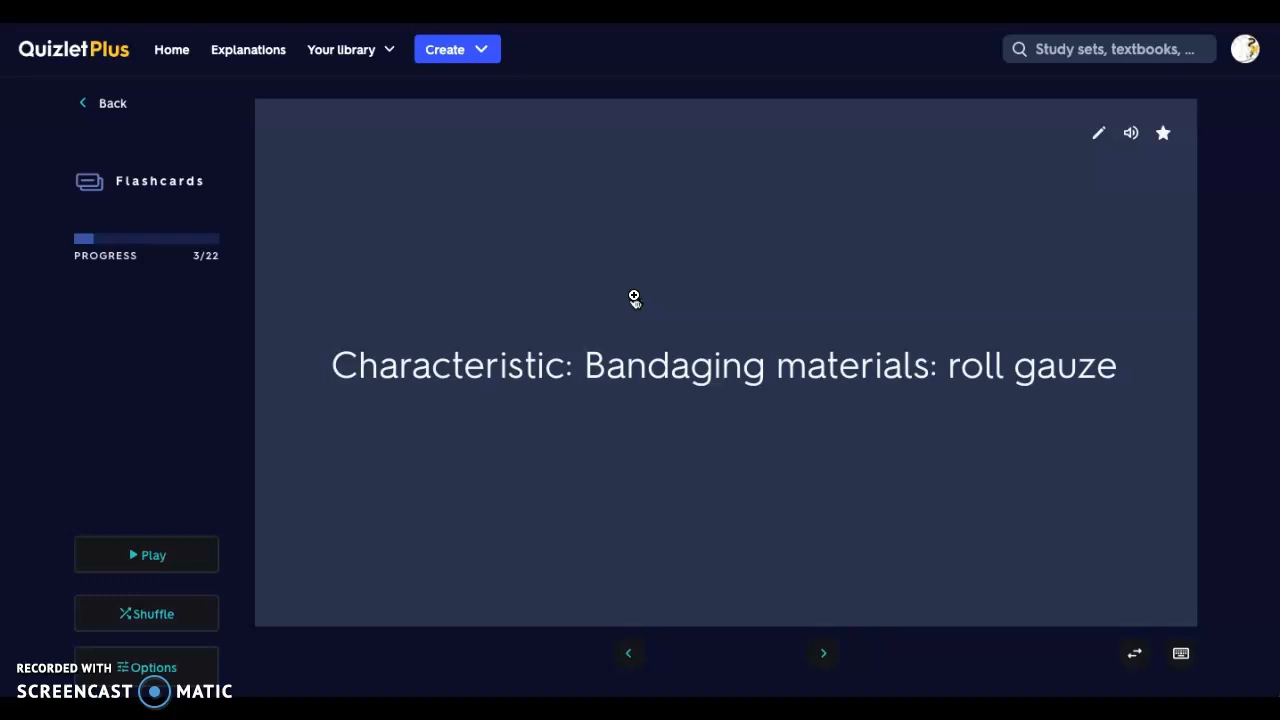 QuizletPlus Home Explanations Your library Create Study sets, textbooks, ...
Back
Flashcards
PROGRESS 3/22
Characteristic: Bandaging materials: roll gauze
Play
Shuffle
Options
RECORDED WITH
SCREENCAST MATIC